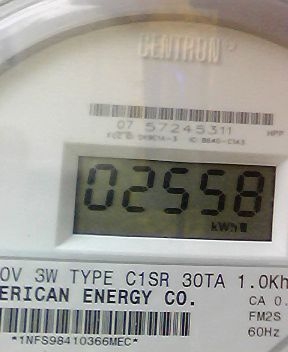 CENTRON
07 57245311
02558
kWh
0V 3W TYPE C1SR 30TA 1.0Kh
ERICAN ENERGY CO.
CA 0.
FM2S
60Hz
*1NFS98410366MEC*